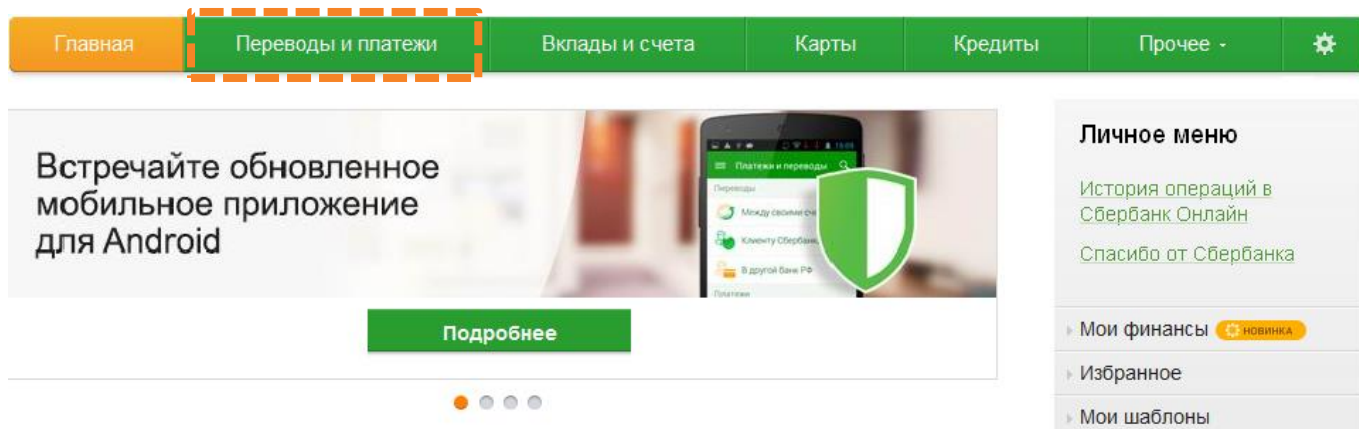 Главная
Переводы и платежи
Вклады и счета
Карты
Кредиты
Прочее
Встречайте обновленное
мобильное приложение
для Android
Платежи и переводы
Переводы
Между своими
Клиенту Сбербанк
В другой банк РФ
Платежи
Подробнее
Личное меню
История операций в
Сбербанк Онлайн
Спасибо от Сбербанка
Мои финансы НОВИНКА
Избранное
Мои шаблоны